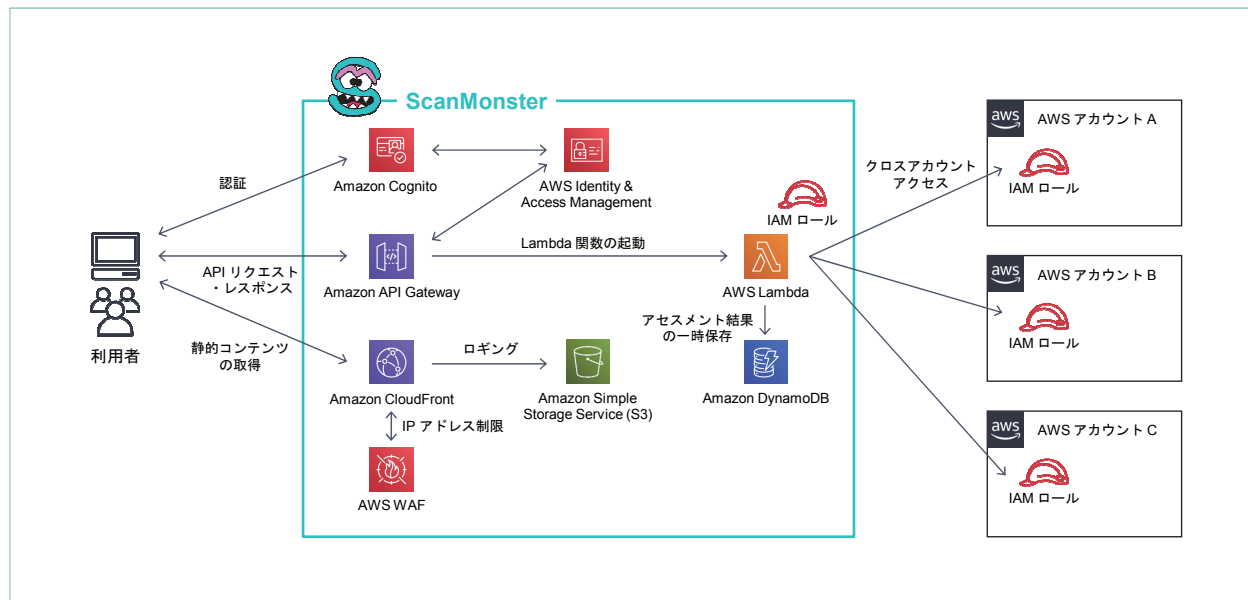 ScanMonster
認証
Amazon Cognito
AWS Identity &
Access Management
API リクエスト
・レスポンス
Amazon API Gateway
Lambda 関数の起動
IAM ロール
AWS Lambda
利用者
静的コンテンツ
の取得
Amazon CloudFront
ロギング
Amazon Simple
Storage Service (S3)
アセスメント結果
の一時保存
Amazon DynamoDB
IP アドレス制限
AWS WAF
クロスアカウント
アクセス
aws
AWS アカウント A
IAM ロール
aws
AWS アカウント B
IAM ロール
aws
AWS アカウント C
IAM ロール